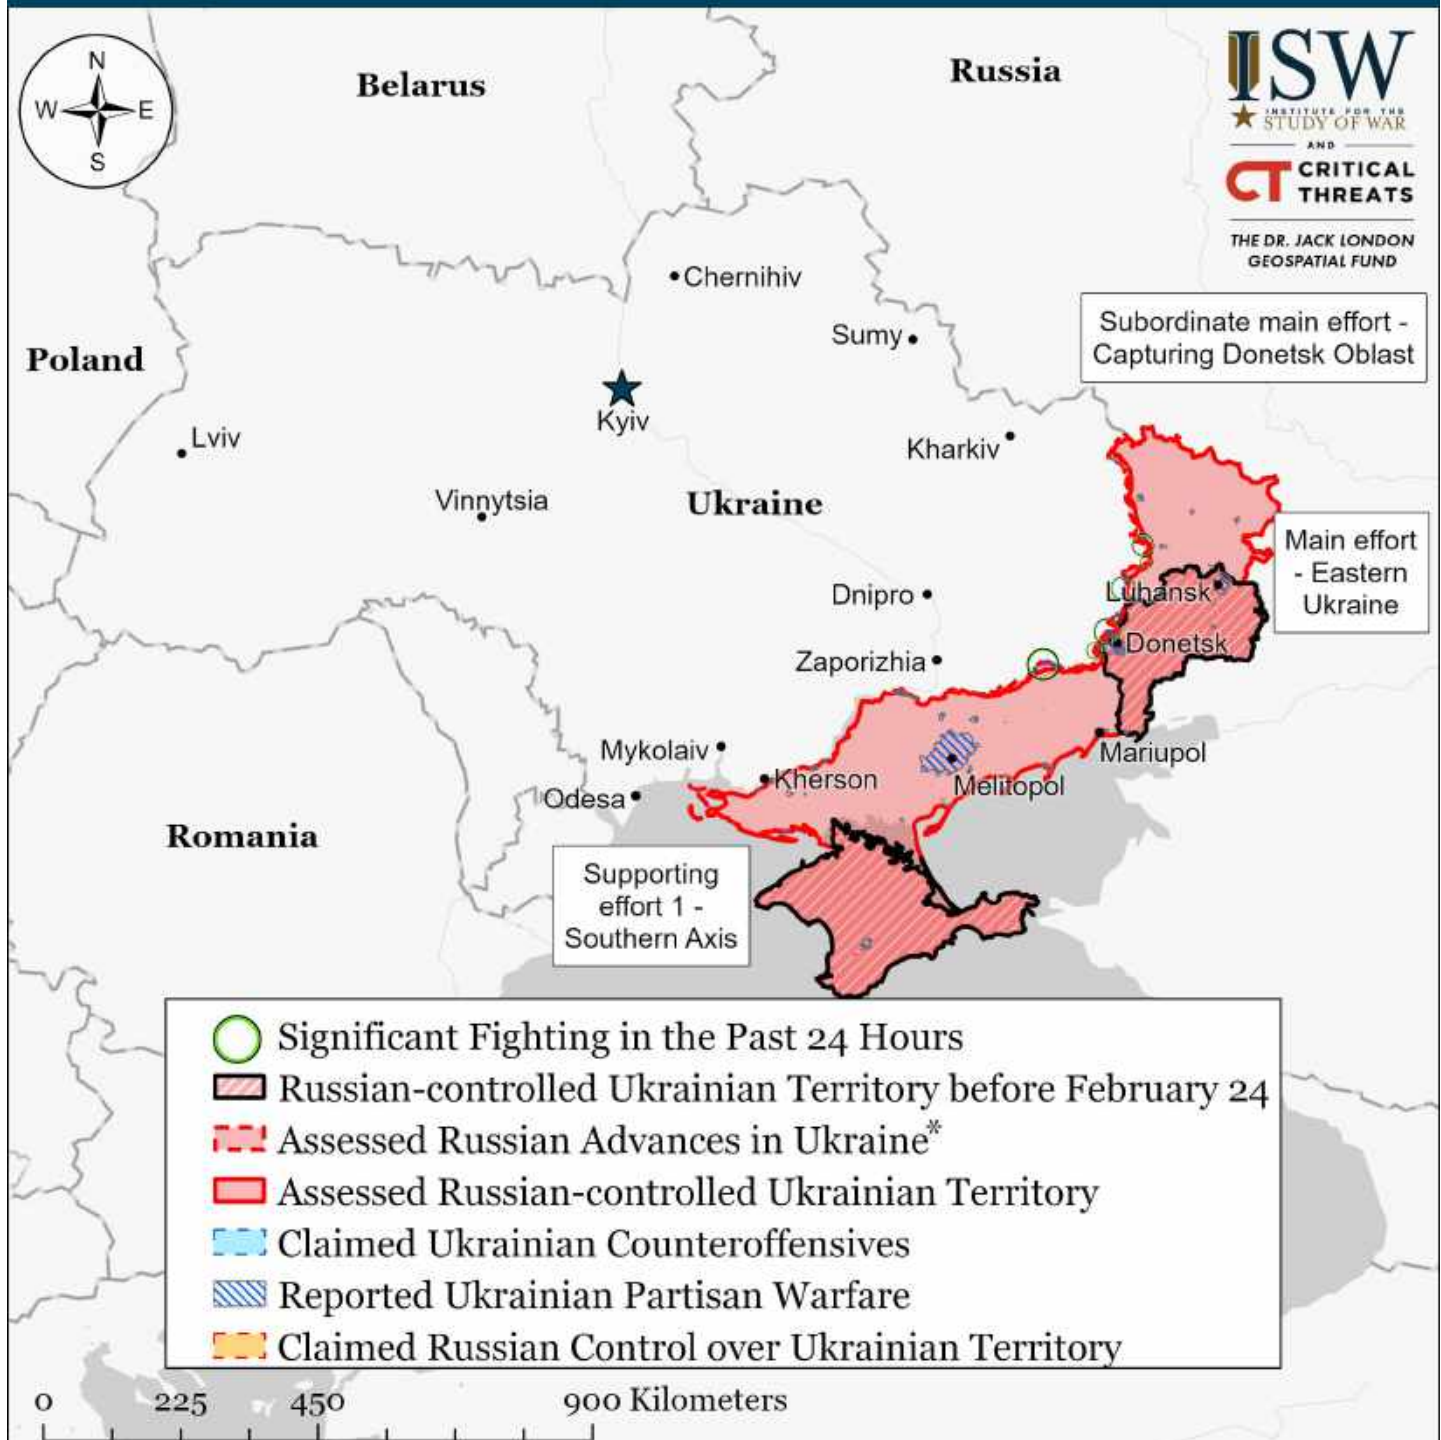 N
W
E
S
Belarus
Russia
ISW
INSTITUTE FOR THE
STUDY OF WAR
AND
CT CRITICAL
THREATS
THE DR. JACK LONDON
GEOSPATIAL FUND
Chernihiv
Subordinate main effort -
Capturing Donetsk Oblast
Sumy
Poland
Kyiv
Lviv
Kharkiv
Vinnytsia
Ukraine
Main effort
- Eastern
Ukraine
Dnipro
Luhansk
Donetsk
Zaporizhia
Mykolaiv
Mariupol
Kherson
Melitopol
Odesa
Romania
Supporting
effort 1 -
Southern Axis
Significant Fighting in the Past 24 Hours
Russian-controlled Ukrainian Territory before February 24
Assessed Russian Advances in Ukraine*
Assessed Russian-controlled Ukrainian Territory
Claimed Ukrainian Counteroffensives
Reported Ukrainian Partisan Warfare
Claimed Russian Control over Ukrainian Territory
0 225 450 900 Kilometers